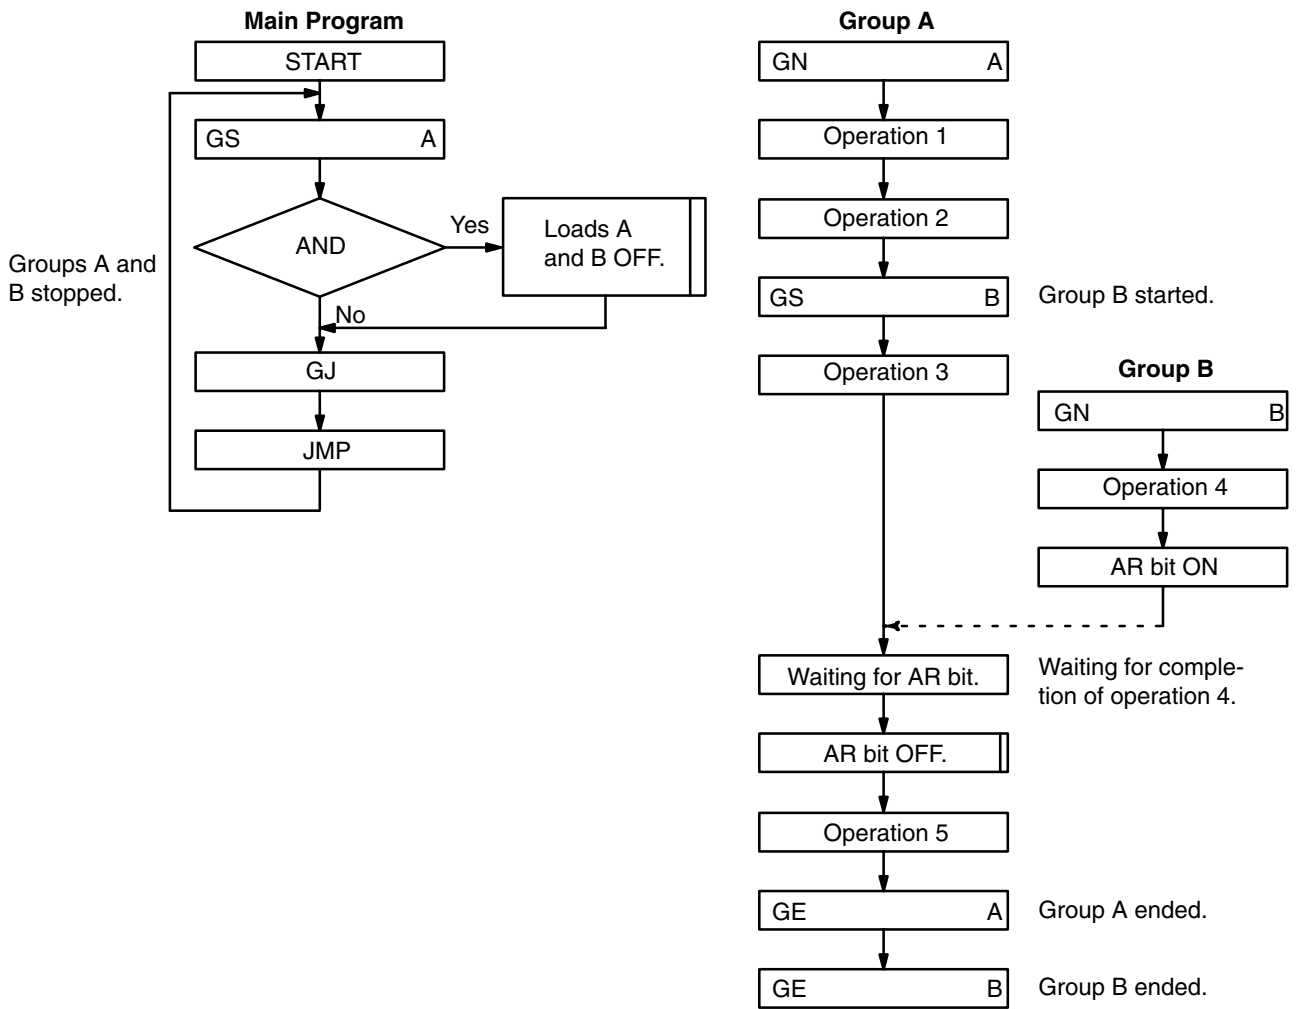 Main Program
START
GS A
AND
Yes
Loads A
and B OFF.
No
Groups A and
B stopped.
GJ
JMP
Group A
GN A
Operation 1
Operation 2
GS B
Group B started.
Operation 3
Group B
GN B
Operation 4
AR bit ON
Waiting for AR bit.
Waiting for comple-
tion of operation 4.
AR bit OFF.
Operation 5
GE A
Group A ended.
GE B
Group B ended.